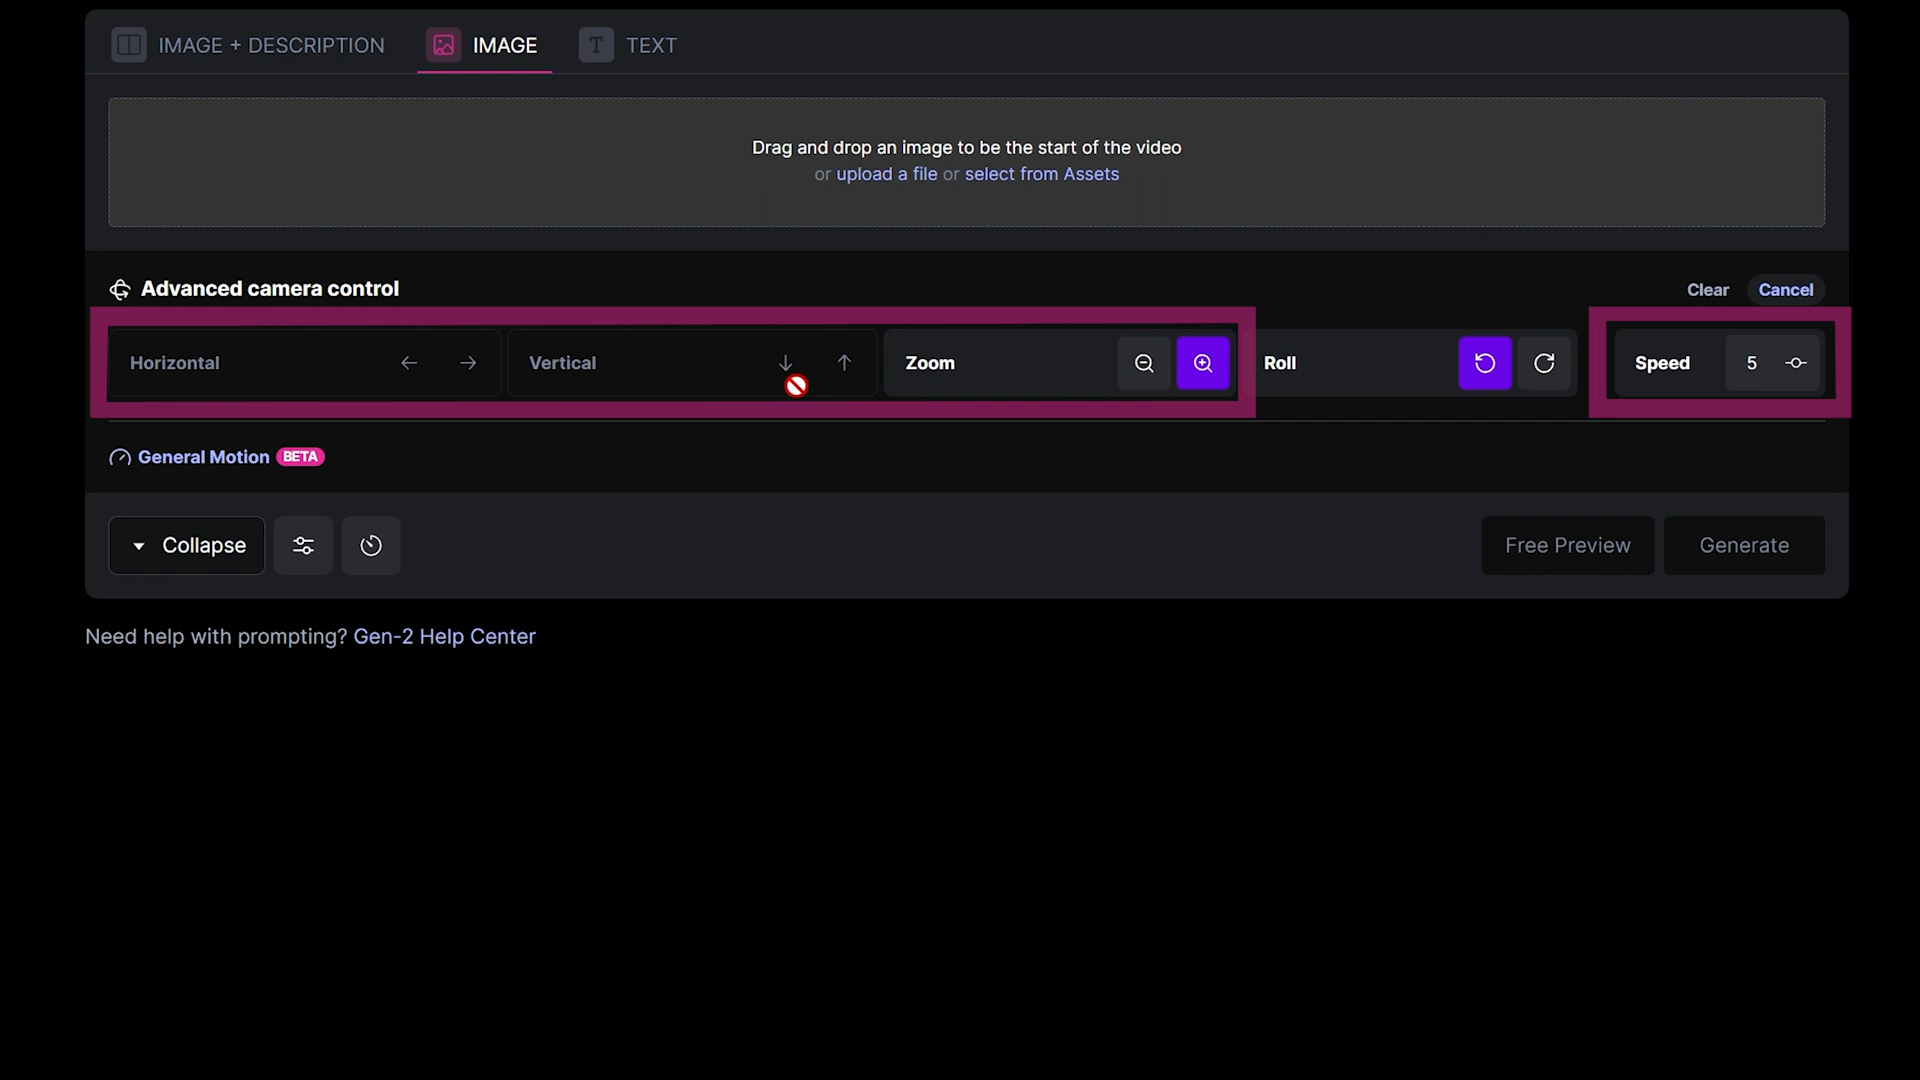 IMAGE + DESCRIPTION IMAGE T TEXT
Drag and drop an image to be the start of the video
or upload a file or select from Assets
Advanced camera control Clear Cancel
Horizontal Vertical Zoom Roll Speed 5
General Motion BETA
Collapse Free Preview Generate
Need help with prompting? Gen-2 Help Center